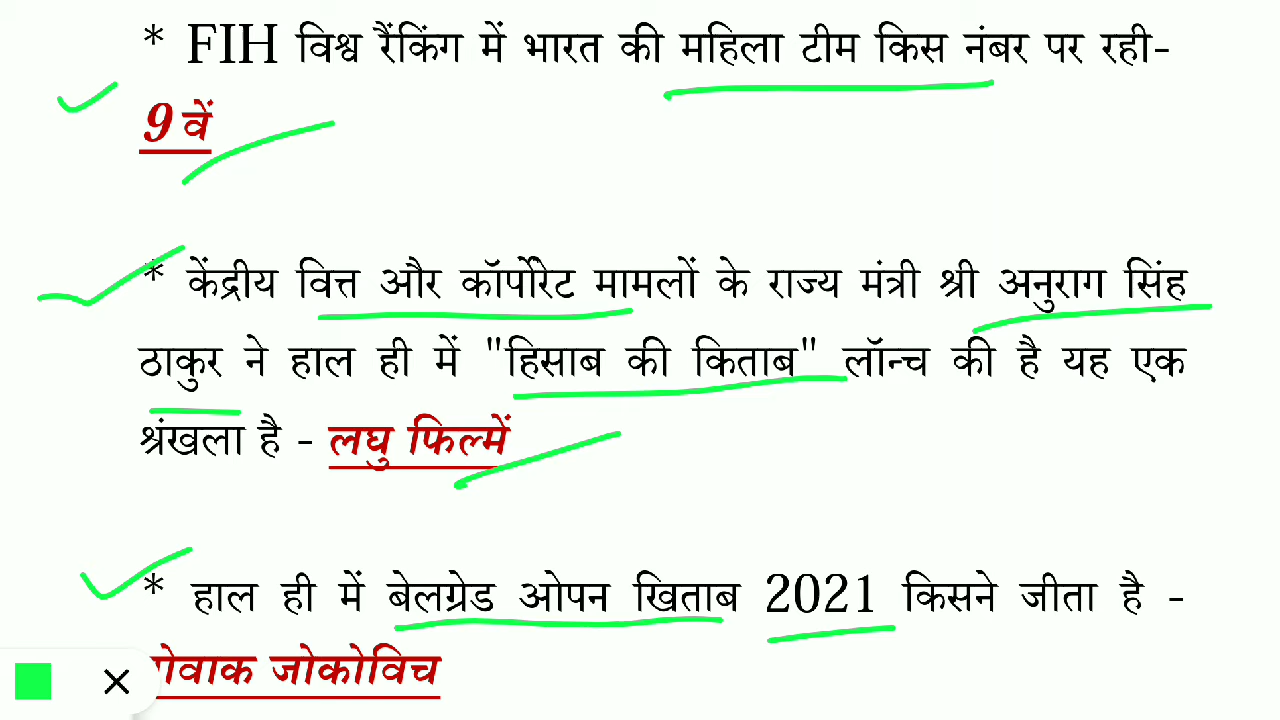 * FIH विश्व रैंकिंग में भारत की महिला टीम किस नंबर पर रही-
9 वें
* केंद्रीय वित्त और कॉर्पोरेट मामलों के राज्य मंत्री श्री अनुराग सिंह
ठाकुर ने हाल ही में "हिसाब की किताब" लॉन्च की है यह एक
श्रंखला है - लघु फिल्में
* हाल ही में बेलग्रेड ओपन खिताब 2021 किसने जीता है -
जोकोविच